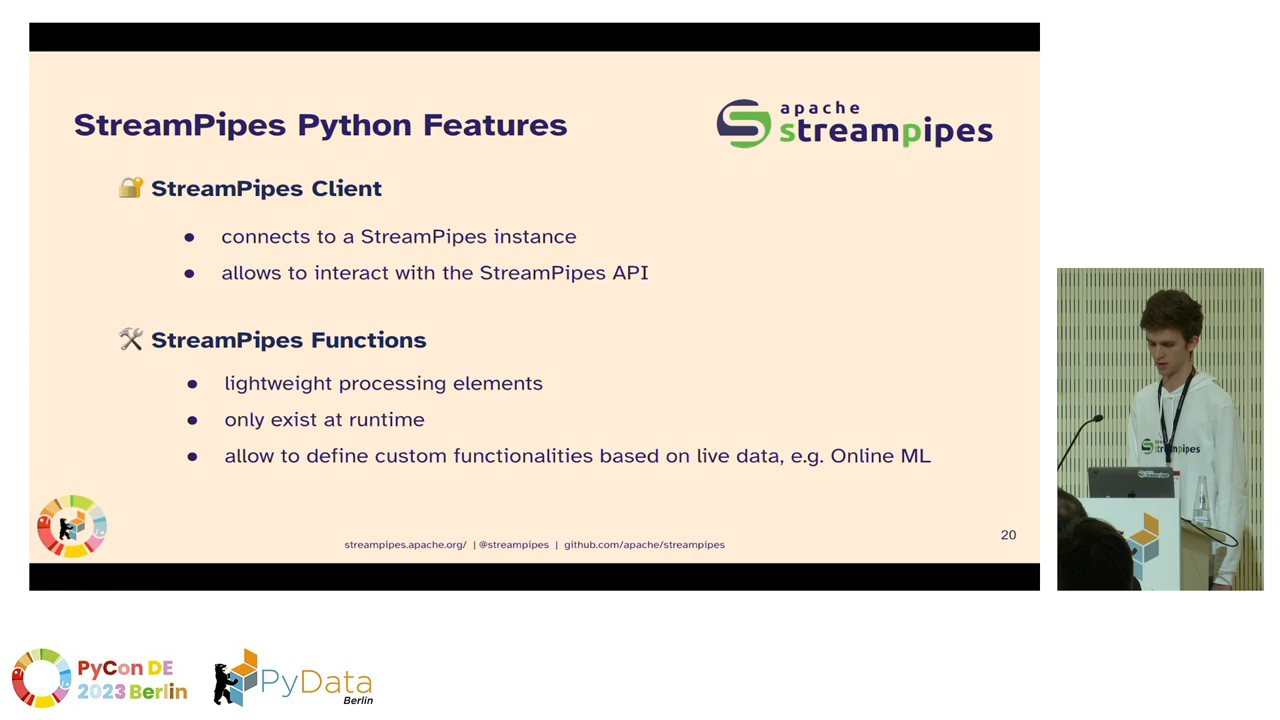 StreamPipes Python Features
apache
streampipes
StreamPipes Client
connects to a StreamPipes instance
allows to interact with the StreamPipes API
StreamPipes Functions
lightweight processing elements
only exist at runtime
allow to define custom functionalities based on live data, e.g. Online ML
streampipes.apache.org/ | @streampipes | github.com/apache/streampipes
20
streampipes
PyCon DE
2023 Berlin
PyData
Berlin